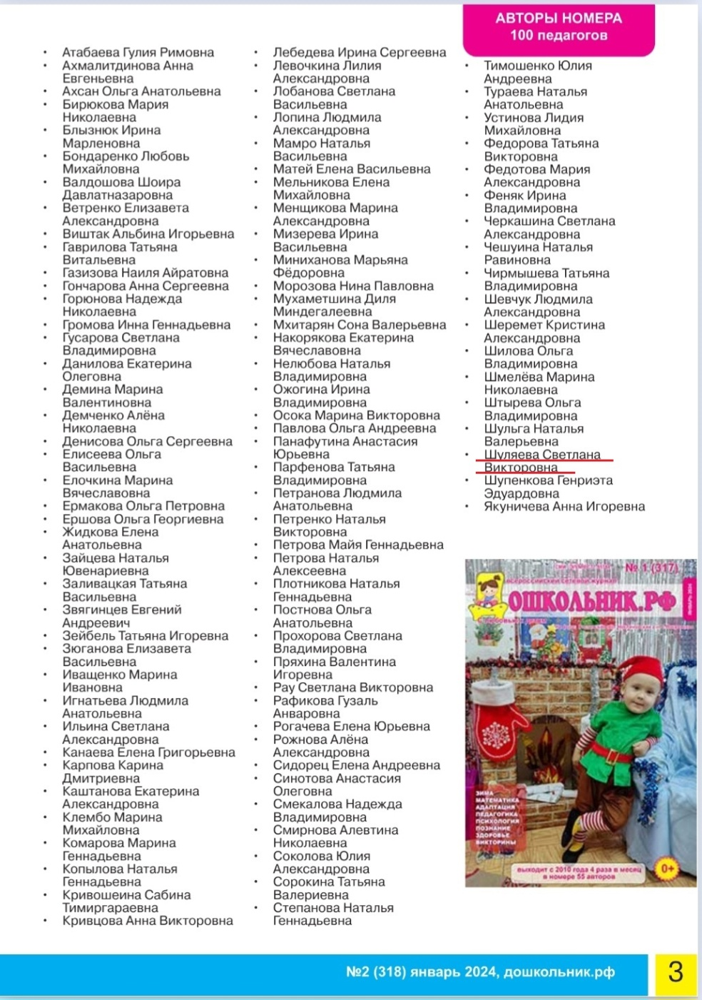 АВТОРЫ НОМЕРА
100 педагогов
• Атабаева Гулия Римовна
• Ахмалитдинова Анна
Евгеньевна
• Ахсан Ольга Анатольевна
• Бирюкова Мария
Николаевна
• Блызнюк Ирина
Марленовна
• Бондаренко Любовь
Михайловна
• Валдошова Шоира
Давлатназаровна
• Ветренко Елизавета
Александровна
• Виштак Альбина Игорьевна
• Гаврилова Татьяна
Витальевна
• Газизова Наиля Айратовна
• Гончарова Анна Сергеевна
• Горюнова Надежда
Николаевна
• Громова Инна Геннадьевна
• Гусарова Светлана
Владимировна
• Данилова Екатерина
Олеговна
• Демина Марина
Валентиновна
• Демченко Алёна
Николаевна
• Денисова Ольга Сергеевна
• Елисеева Ольга
Васильевна
• Елочкина Марина
Вячеславовна
• Ермакова Ольга Петровна
• Ершова Ольга Георгиевна
• Жидкова Елена
Анатольевна
• Зайцева Наталья
Ювенариевна
• Заливацкая Татьяна
Васильевна
• Звягинцев Евгений
Андреевич
• Зейбель Татьяна Игоревна
• Зюганова Елизавета
Васильевна
• Иващенко Марина
Ивановна
• Игнатьева Людмила
Анатольевна
• Ильина Светлана
Александровна
• Канаева Елена Григорьевна
• Карпова Карина
Дмитриевна
• Каштанова Екатерина
Александровна
• Клембо Марина
Михайловна
• Комарова Марина
Геннадьевна
• Копылова Наталья
Геннадьевна
• Кривошеина Сабина
Тимиргараевна
• Кривцова Анна Викторовна
• Лебедева Ирина Сергеевна
• Левочкина Лилия
Александровна
• Лобанова Светлана
Васильевна
• Лопина Людмила
Александровна
• Мамро Наталья
Васильевна
• Матей Елена Васильевна
• Мельникова Елена
Михайловна
• Менщикова Марина
Александровна
• Мизерева Ирина
Васильевна
• Миниханова Марьяна
Фёдоровна
• Морозова Нина Павловна
• Мухаметшина Диля
Миндегалеевна
• Мхитарян Сона Валерьевна
• Накорякова Екатерина
Вячеславовна
• Нелюбова Наталья
Владимировна
• Ожогина Ирина
Владимировна
• Осока Марина Викторовна
• Павлова Ольга Андреевна
• Панафутина Анастасия
Юрьевна
• Парфенова Татьяна
Владимировна
• Петранова Людмила
Анатольевна
• Петренко Наталья
Викторовна
• Петрова Майя Геннадьевна
• Петрова Наталья
Алексеевна
• Плотникова Наталья
Геннадьевна
• Постнова Ольга
Анатольевна
• Прохорова Светлана
Владимировна
• Пряхина Валентина
Игоревна
• Рау Светлана Викторовна
• Рафикова Гузаль
Анваровна
• Рогачева Елена Юрьевна
• Рожнова Алёна
Александровна
• Сидорец Елена Андреевна
• Синотова Анастасия
Олеговна
• Смекалова Надежда
Владимировна
• Смирнова Алевтина
Николаевна
• Соколова Юлия
Александровна
• Сорокина Татьяна
Валериевна
• Степанова Наталья
Геннадьевна
• Тимошенко Юлия
Андреевна
• Тураева Наталья
Анатольевна
• Устинова Лидия
Михайловна
• Федорова Татьяна
Викторовна
• Федотова Мария
Александровна
• Феняк Ирина
Владимировна
• Черкашина Светлана
Александровна
• Чешуина Наталья
Равиновна
• Чирмышева Татьяна
Владимировна
• Шевчук Людмила
Александровна
• Шеремет Кристина
Александровна
• Шилова Ольга
Владимировна
• Шмелёва Марина
Николаевна
• Штырева Ольга
Владимировна
• Шульга Наталья
Валерьевна
• Шуляева Светлана
Викторовна
• Шупенкова Генриэта
Эдуардовна
• Якуничева Анна Игоревна
№ 1 (317)
всероссийский сетевой журнал
ДОШКОЛЬНИК.РФ
ЗИМА
МАТЕМАТИКА
АДАПТАЦИЯ
ПЕДАГОГИКА
ПСИХОЛОГИЯ
ПОЗНАНИЕ
ЗДОРОВЬЕ
ВИКТОРИНЫ
выходит с 2010 года 4 раза в месяц
в номере 55 авторов
0+
№2 (318) январь 2024, дошкольник.рф
3